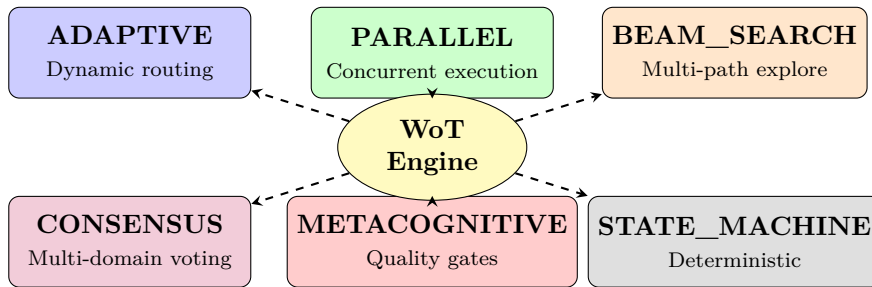 ADAPTIVE
Dynamic routing
PARALLEL
Concurrent execution
BEAM_SEARCH
Multi-path explore
WoT
Engine
CONSENSUS
Multi-domain voting
METACOGNITIVE
Quality gates
STATE_MACHINE
Deterministic